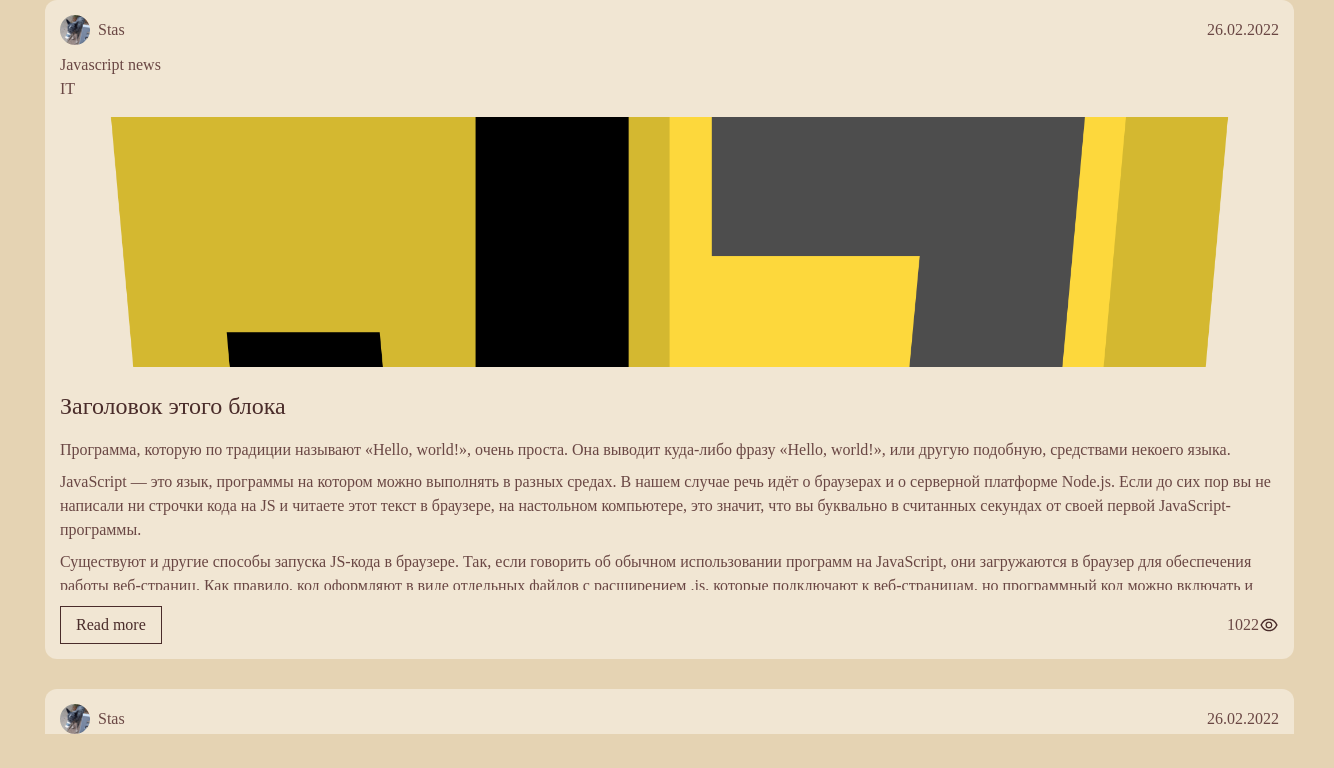 Stas
26.02.2022
Javascript news
IT
Заголовок этого блока
Программа, которую по традиции называют «Hello, world!», очень проста. Она выводит куда-либо фразу «Hello, world!», или другую подобную, средствами некоего языка.
JavaScript — это язык, программы на котором можно выполнять в разных средах. В нашем случае речь идёт о браузерах и о серверной платформе Node.js. Если до сих пор вы не
написали ни строчки кода на JS и читаете этот текст в браузере, на настольном компьютере, это значит, что вы буквально в считанных секундах от своей первой JavaScript-
программы.
Существуют и другие способы запуска JS-кода в браузере. Так, если говорить об обычном использовании программ на JavaScript, они загружаются в браузер для обеспечения
работы веб-страниц. Как правило, код оформляют в виде отдельных файлов с расширением .js, которые подключают к веб-страницам, но программный код можно включать и
Read more
1022
Stas
26.02.2022